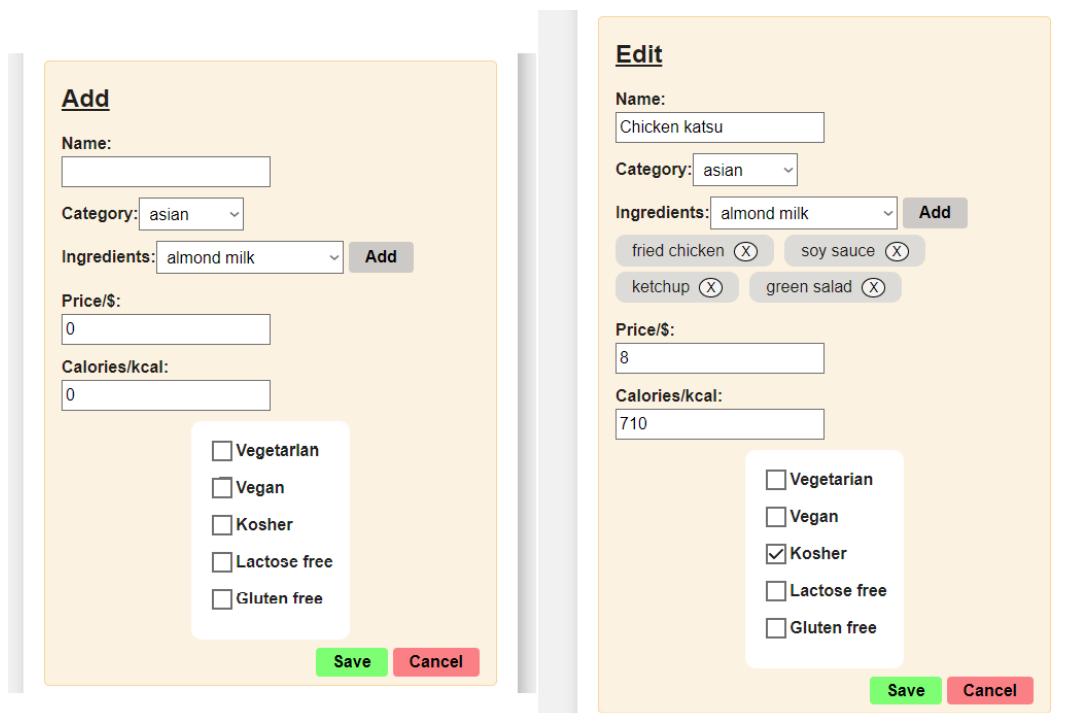 Add
Name:
Category: asian
Ingredients: almond milk Add
Price/$:
0
Calories/kcal:
0
Vegetarian
Vegan
Kosher
Lactose free
Gluten free
Save Cancel
Edit
Name:
Chicken katsu
Category: asian
Ingredients: almond milk Add
fried chicken X soy sauce X
ketchup X green salad X
Price/$:
8
Calories/kcal:
710
Vegetarian
Vegan
Kosher
Lactose free
Gluten free
Save Cancel